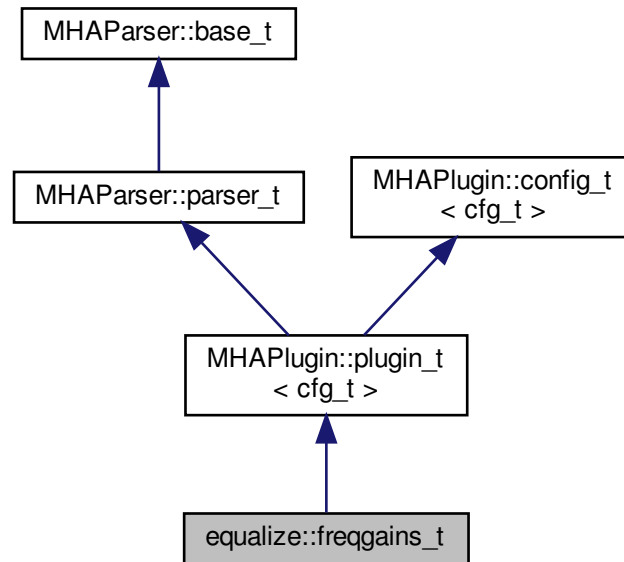 MHAParser::base_t
MHAParser::parser_t
MHAPlugin::config_t
< cfg_t >
MHAPlugin::plugin_t
< cfg_t >
equalize::freqgains_t